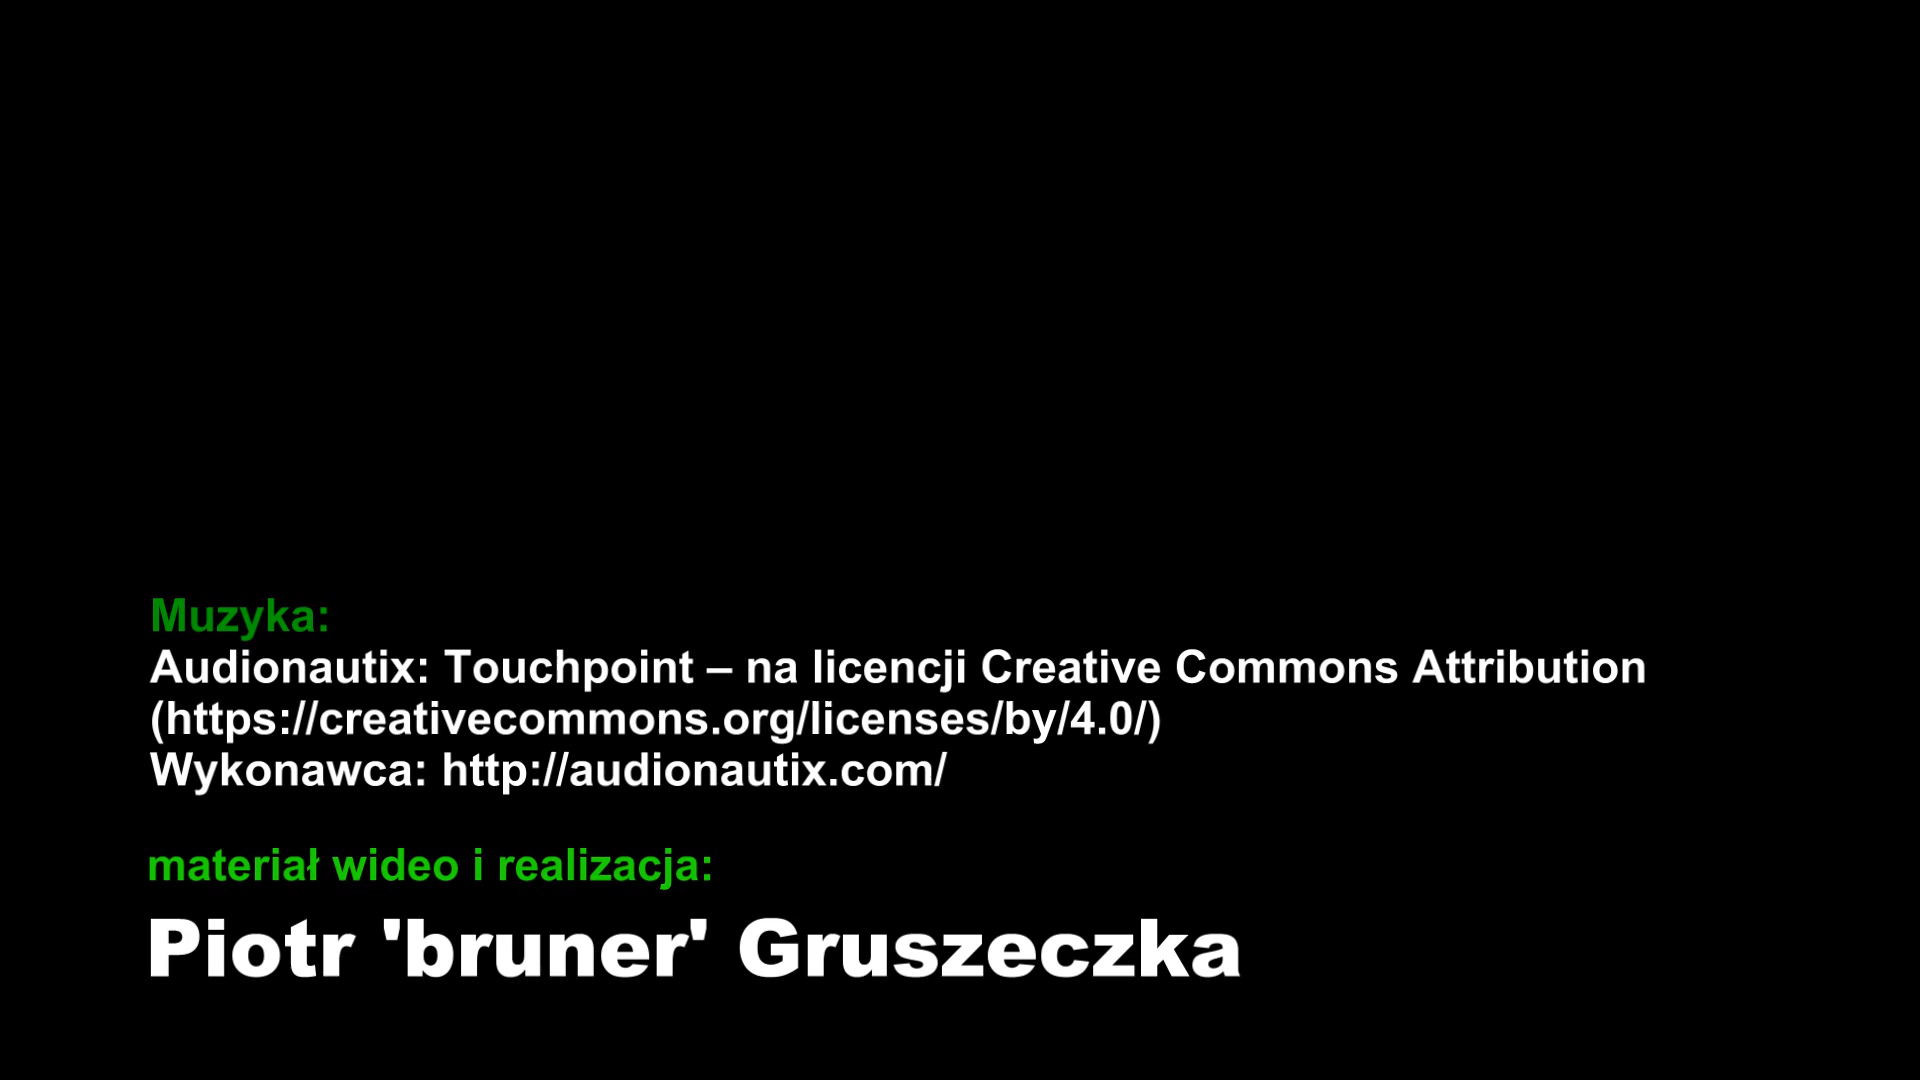 Muzyka:
Audionautix: Touchpoint – na licencji Creative Commons Attribution
(https://creativecommons.org/licenses/by/4.0/)
Wykonawca: http://audionautix.com/
materiał wideo i realizacja:
Piotr 'bruner' Gruszeczka